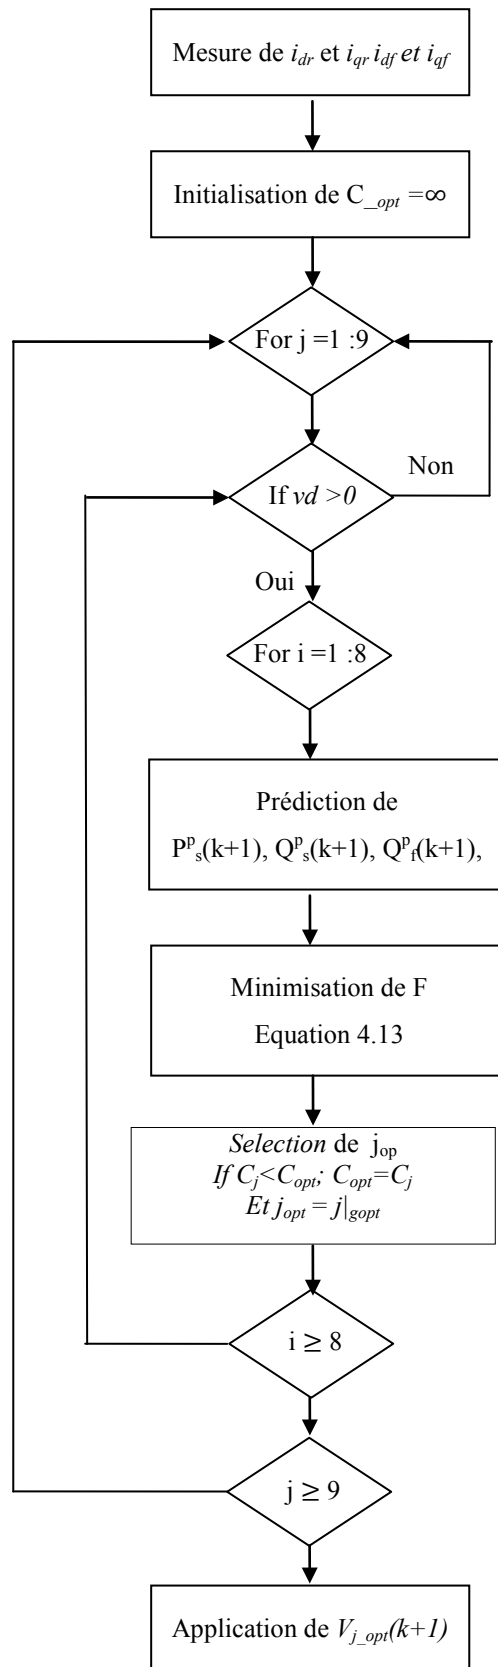 Mesure de i_dr et i_qr i_df et i_qf
Initialisation de C__opt =∞
For j =1 :9
If vd >0
Non
Oui
For i =1 :8
Prédiction de
P^p_s(k+1), Q^p_s(k+1), Q^p_f(k+1),
Minimisation de F
Equation 4.13
Selection de j_op
If C_j<C_opt; C_opt=C_j
Et j_opt = j|_gopt
i ≥ 8
j ≥ 9
Application de V_j_opt(k+1)